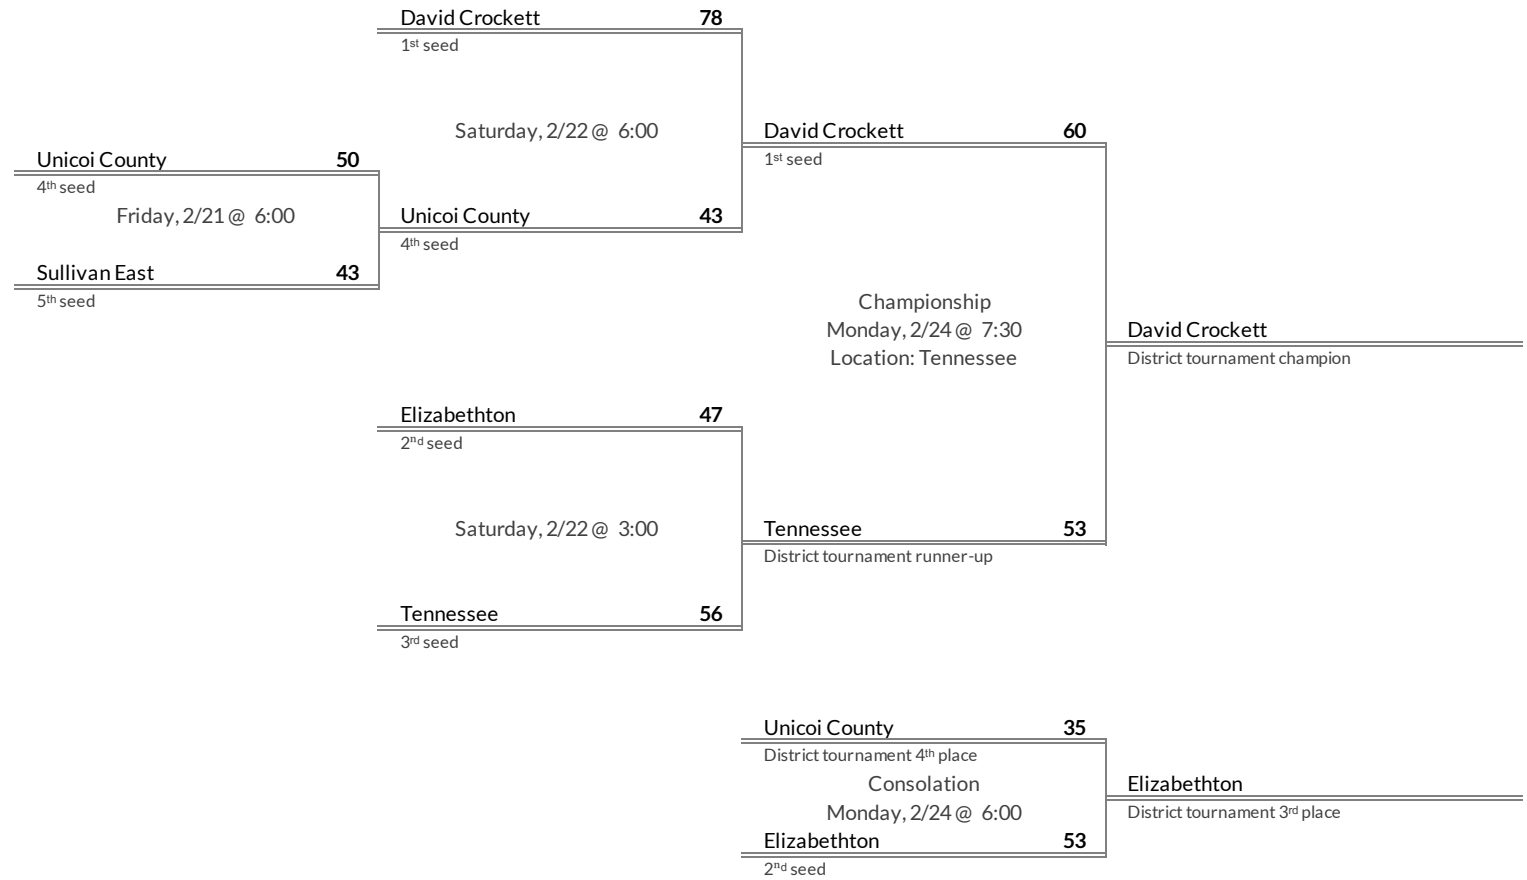 David Crockett 78
1st seed
Saturday, 2/22 @ 6:00
David Crockett 60
1st seed
Unicoi County 50
4th seed
Friday, 2/21 @ 6:00
Unicoi County 43
4th seed
Sullivan East 43
5th seed
Championship
Monday, 2/24 @ 7:30
Location: Tennessee
David Crockett
District tournament champion
Elizabethton 47
2nd seed
Saturday, 2/22 @ 3:00
Tennessee 53
District tournament runner-up
Tennessee 56
3rd seed
Unicoi County 35
District tournament 4th place
Consolation
Monday, 2/24 @ 6:00
Elizabethton
District tournament 3rd place
Elizabethton 53
2nd seed